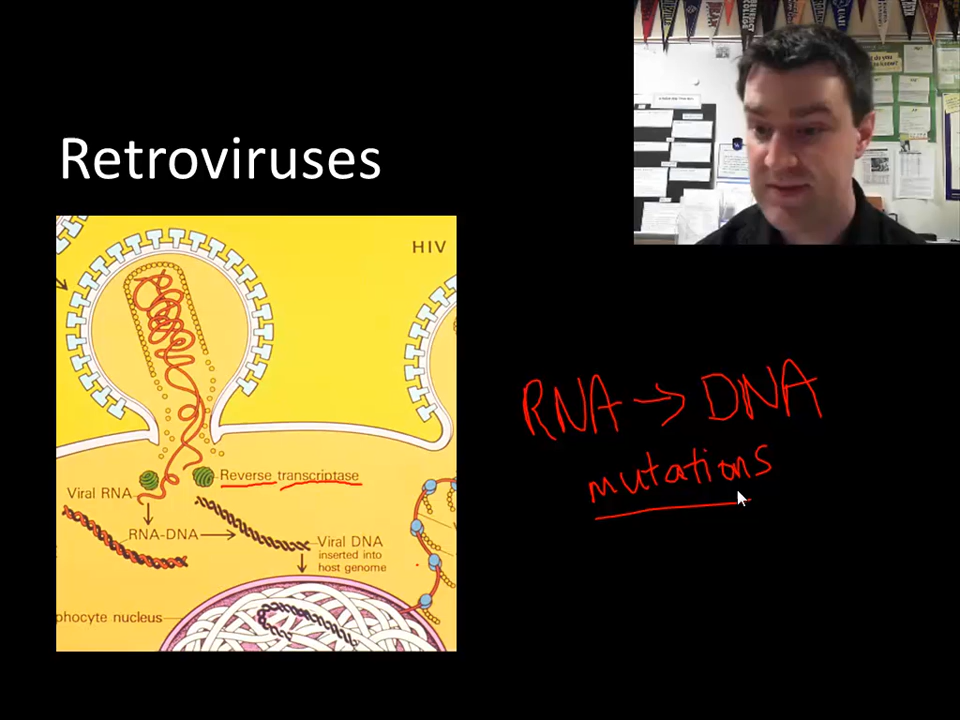 Retroviruses
HIV
Reverse transcriptase
Viral RNA
RNA-DNA
Viral DNA
inserted into
host genome
phocyte nucleus
RNA → DNA
mutations